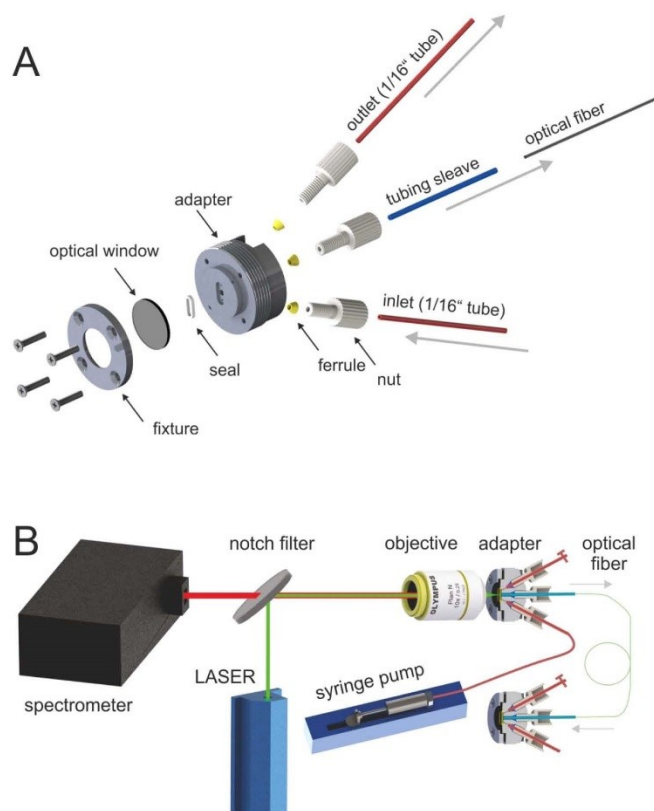 A
outlet (1/16“ tube)
optical fiber
tubing sleave
adapter
optical window
inlet (1/16“ tube)
seal
ferrule
nut
fixture
B
notch filter
objective
adapter
optical
fiber
OLYMPUS
Plan N
LASER
syringe pump
spectrometer